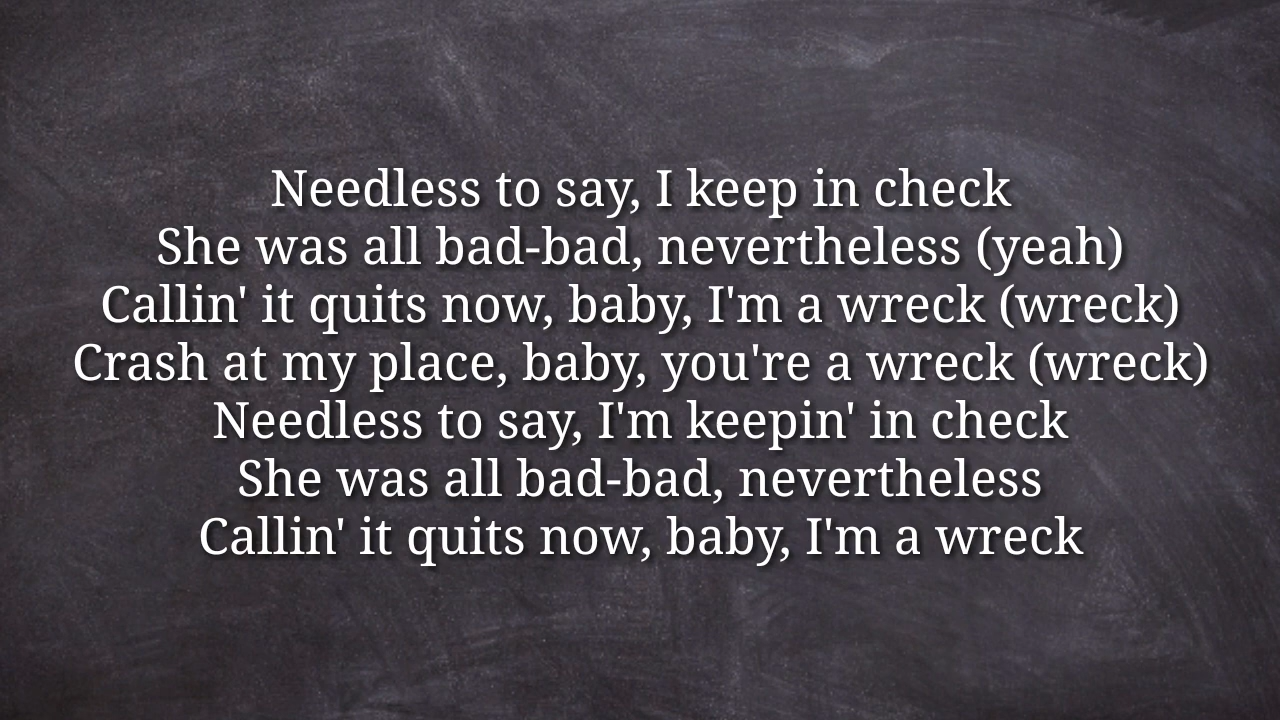 Needless to say, I keep in check
She was all bad-bad, nevertheless (yeah)
Callin' it quits now, baby, I'm a wreck (wreck)
Crash at my place, baby, you're a wreck (wreck)
Needless to say, I'm keepin' in check
She was all bad-bad, nevertheless
Callin' it quits now, baby, I'm a wreck